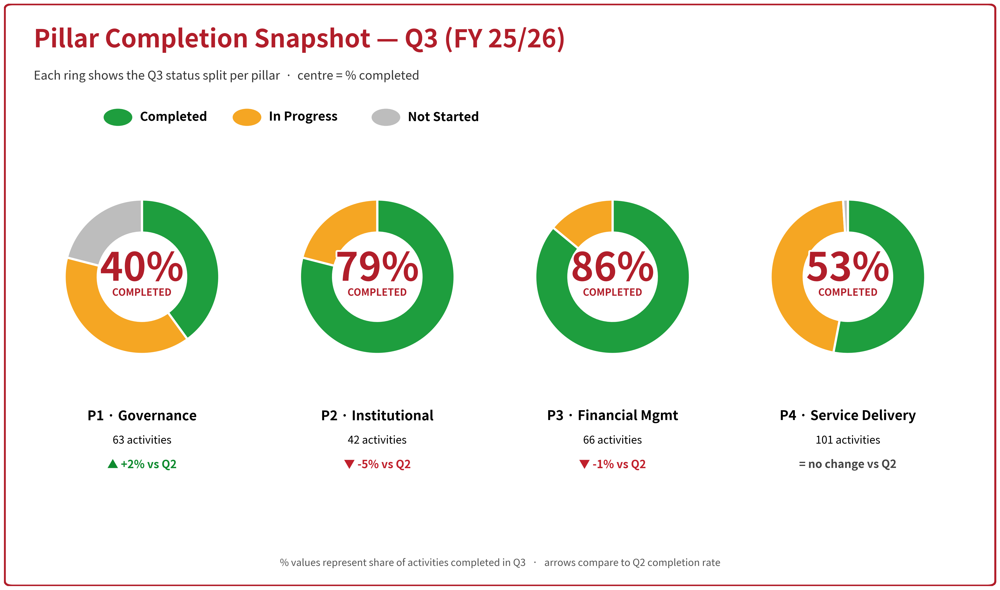 Pillar Completion Snapshot — Q3 (FY 25/26)
Each ring shows the Q3 status split per pillar · centre = % completed
Completed
In Progress
Not Started
40%
COMPLETED
79%
COMPLETED
86%
COMPLETED
53%
COMPLETED
P1 · Governance
63 activities
▲ +2% vs Q2
P2 · Institutional
42 activities
▼ -5% vs Q2
P3 · Financial Mgmt
66 activities
▼ -1% vs Q2
P4 · Service Delivery
101 activities
= no change vs Q2
% values represent share of activities completed in Q3 · arrows compare to Q2 completion rate